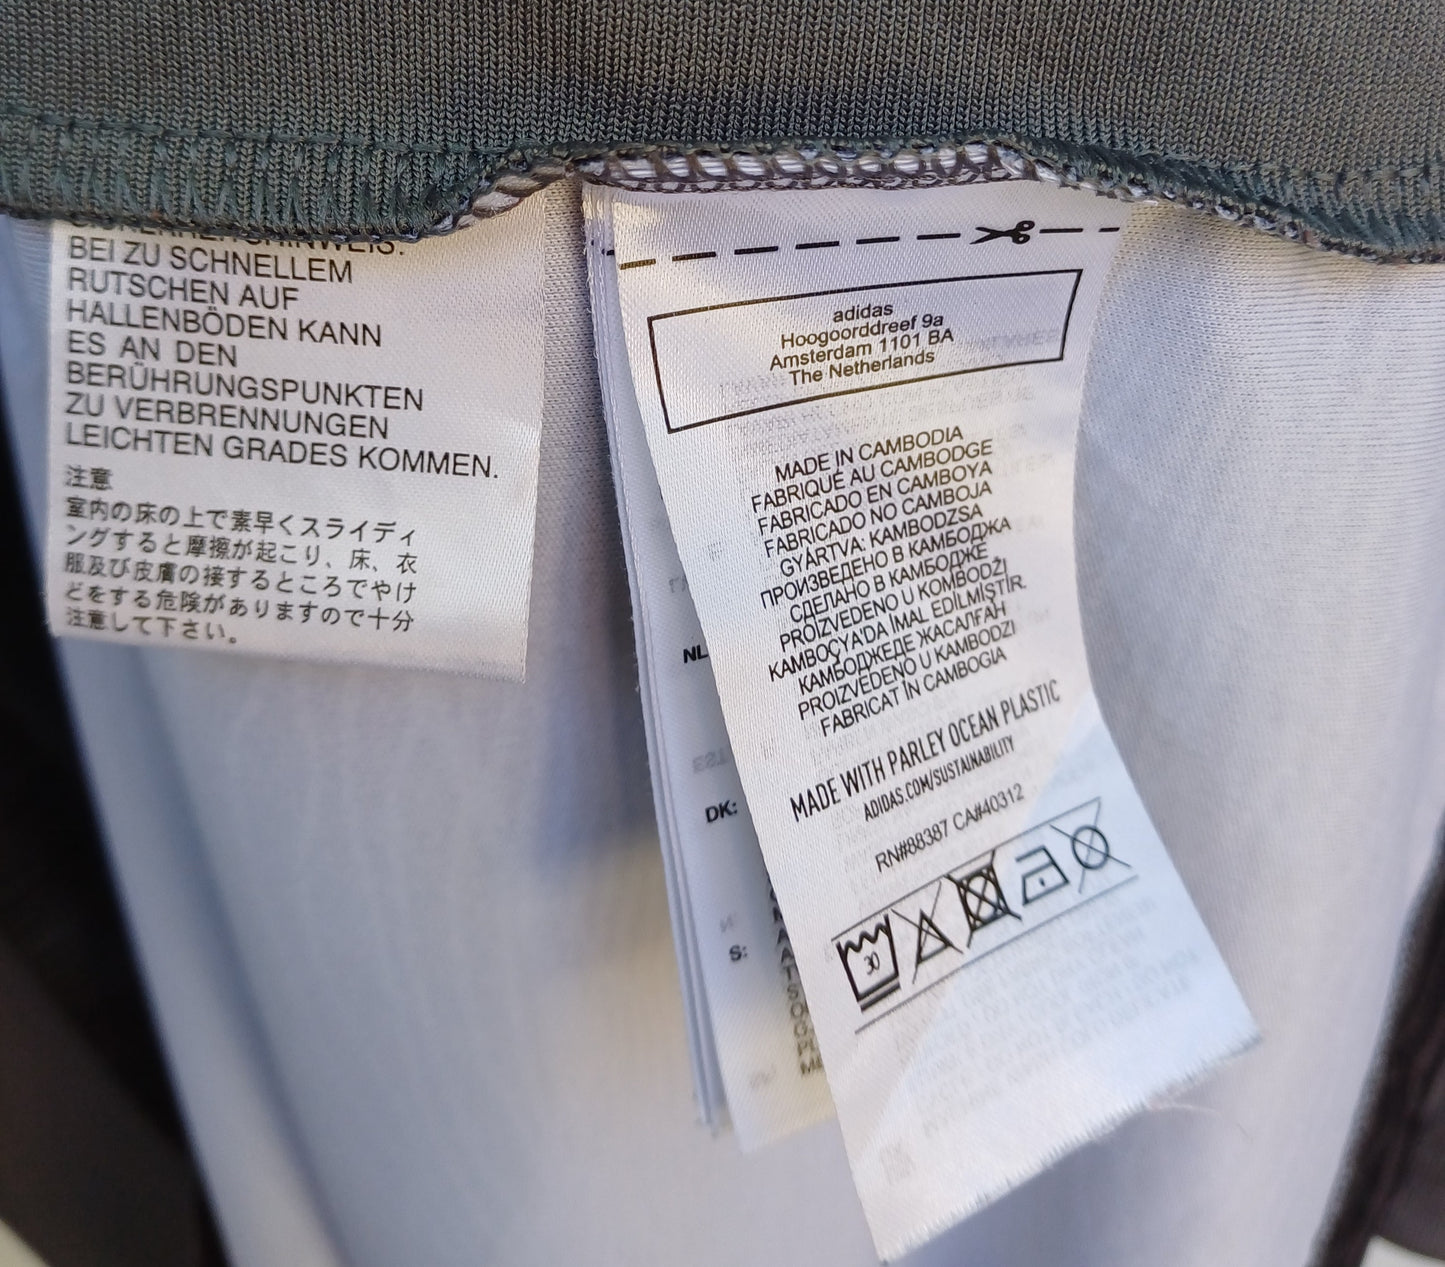 BEI ZU SCHNELLEM
RUTSCHEN AUF
HALLENBÖDEN KANN
ES AN DEN
BERÜHRUNGSPUNKTEN
ZU VERBRENNUNGEN
LEICHTEN GRADES KOMMEN.
注意
室内の床の上で素早くスライディ
ングすると摩擦が起こり、床、衣
服及び皮膚の接するところでやけ
どをする危険がありますので十分
注意して下さい。
adidas
Hoogoorddreef 9a
Amsterdam 1101 BA
The Netherlands
MADE IN CAMBODIA
FABRIQUÉ AU CAMBODGE
FABRICADO EN CAMBOYA
FABRICADO NO CAMBOJA
GYÁRTVA: KAMBODZSA
ПРОИЗВЕДЕНО В КАМБОДЖА
СДЕЛАНО В КАМБОДЖЕ
PROIZVEDENO U KOMBODŽI
KAMBOÇYA'DA İMAL EDİLMİŞTİR.
КАМБОДЖЕДЕ ЖАСАЛҒАН
PROIZVEDENO U KAMBODZI
FABRICAT ÎN CAMBOGIA
MADE WITH PARLEY OCEAN PLASTIC
ADIDAS.COM/SUSTAINABILITY
RN#88387 CA#40312
30
NL
DK:
S: